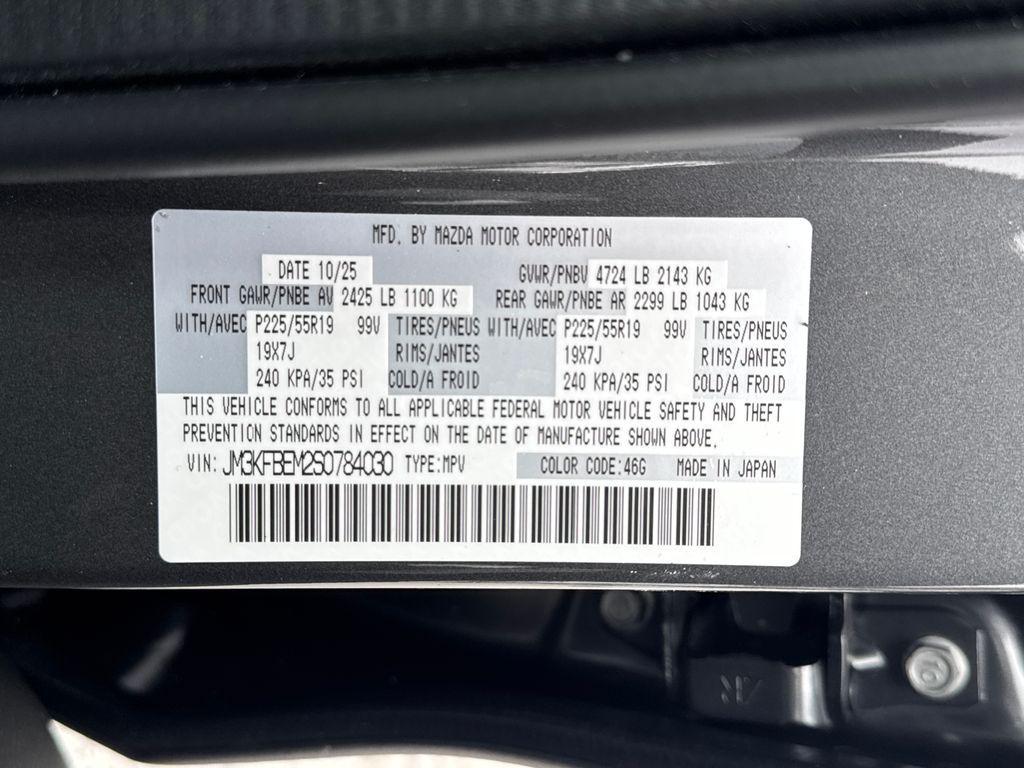 MFD. BY MAZDA MOTOR CORPORATION
DATE 10/25 GVWR/PNBV 4724 LB 2143 KG
FRONT GAWR/PNBE AV 2425 LB 1100 KG REAR GAWR/PNBE AR 2299 LB 1043 KG
WITH/AVEC P225/55R19 99V TIRES/PNEUS WITH/AVEC P225/55R19 99V TIRES/PNEUS
19X7J RIMS/JANTES 19X7J RIMS/JANTES
240 KPA/35 PSI COLD/A FROID 240 KPA/35 PSI COLD/A FROID
THIS VEHICLE CONFORMS TO ALL APPLICABLE FEDERAL MOTOR VEHICLE SAFETY AND THEFT
PREVENTION STANDARDS IN EFFECT ON THE DATE OF MANUFACTURE SHOWN ABOVE.
VIN: JM3KFBEM2S0784030 TYPE:MPV COLOR CODE:46G MADE IN JAPAN